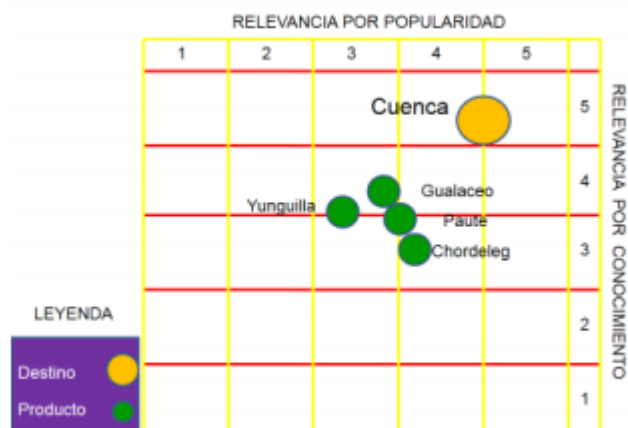 RELEVANCIA POR POPULARIDAD
1 2 3 4 5
Cuenca 5
Gualaceo 4
Yunguilla
Paute
Chordeleg 3
2
1
RELEVANCIA POR CONOCIMIENTO
LEYENDA
Destino
Producto